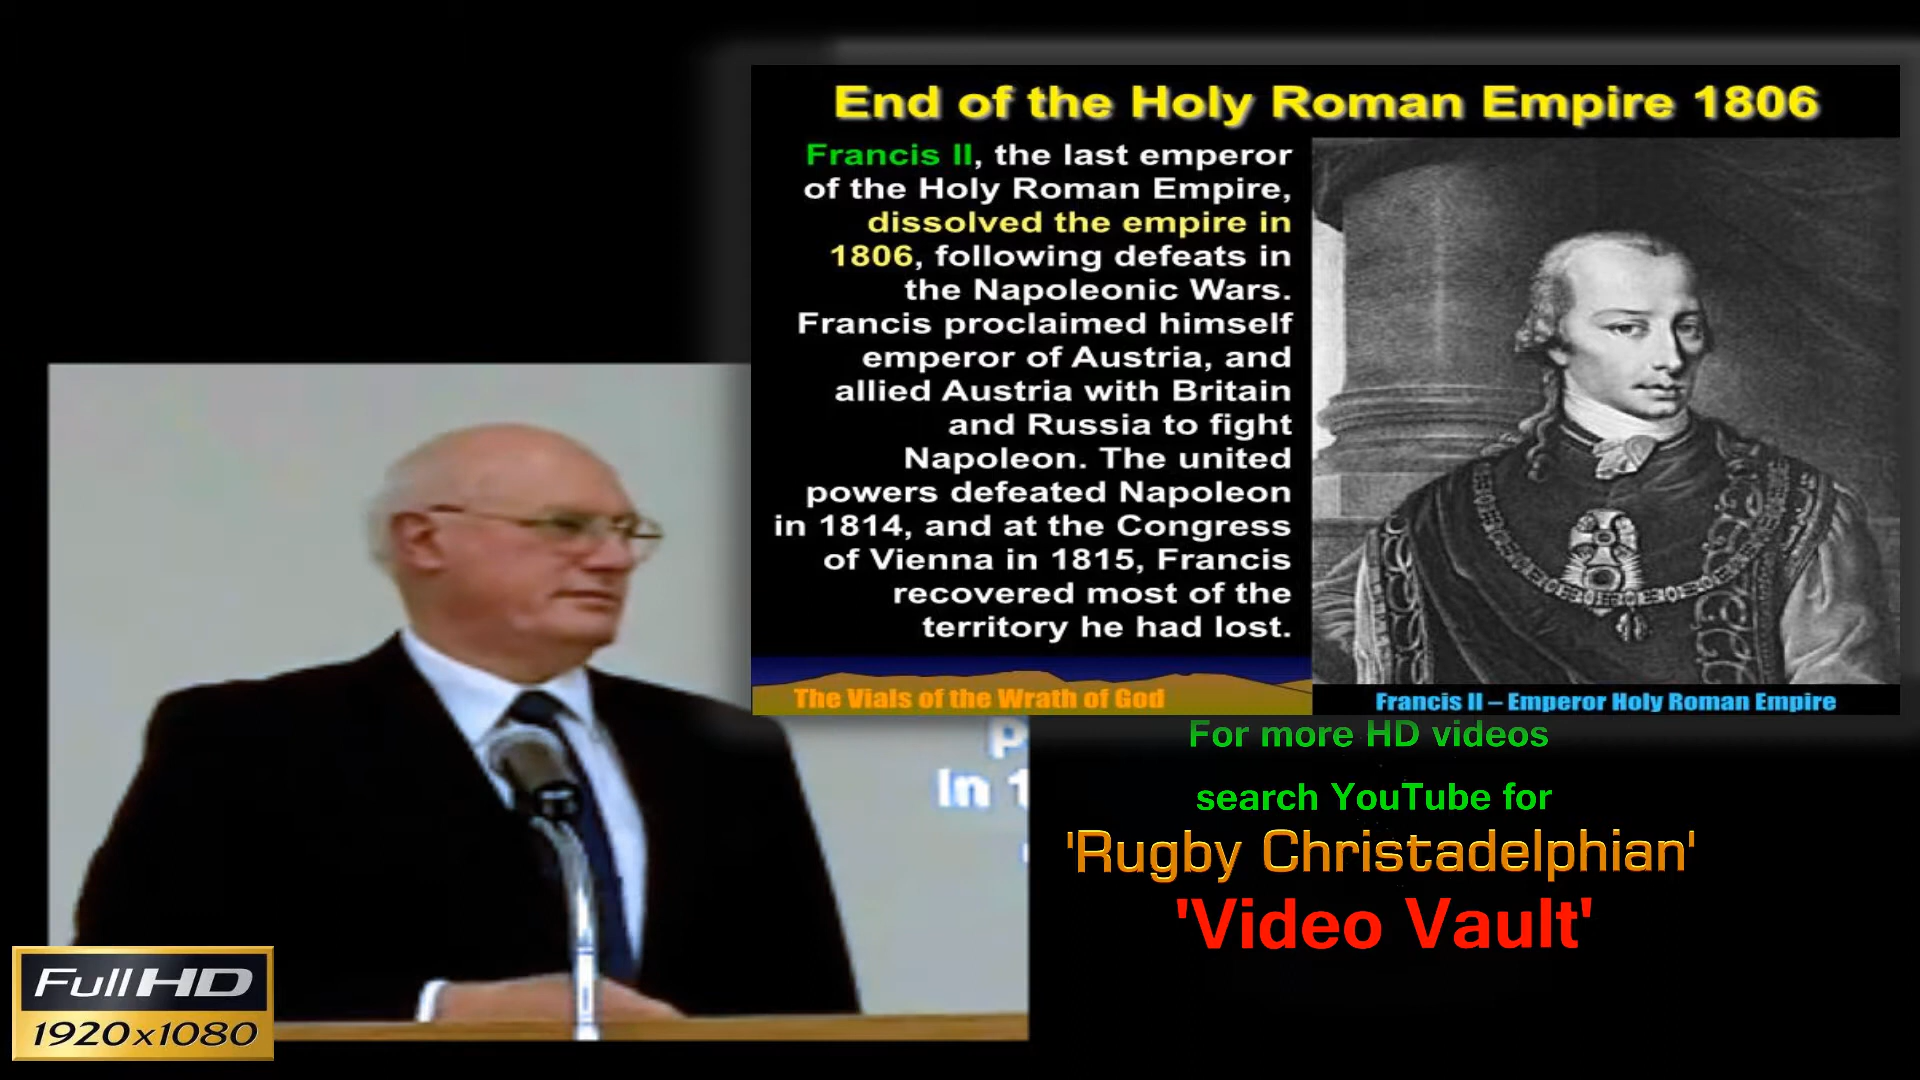 End of the Holy Roman Empire 1806
Francis II, the last emperor
of the Holy Roman Empire,
dissolved the empire in
1806, following defeats in
the Napoleonic Wars.
Francis proclaimed himself
emperor of Austria, and
allied Austria with Britain
and Russia to fight
Napoleon. The united
powers defeated Napoleon
in 1814, and at the Congress
of Vienna in 1815, Francis
recovered most of the
territory he had lost.
The Vials of the Wrath of God
Francis II – Emperor Holy Roman Empire
P
In 1
For more HD videos
search YouTube for
'Rugby Christadelphian'
'Video Vault'
Full HD
1920x1080